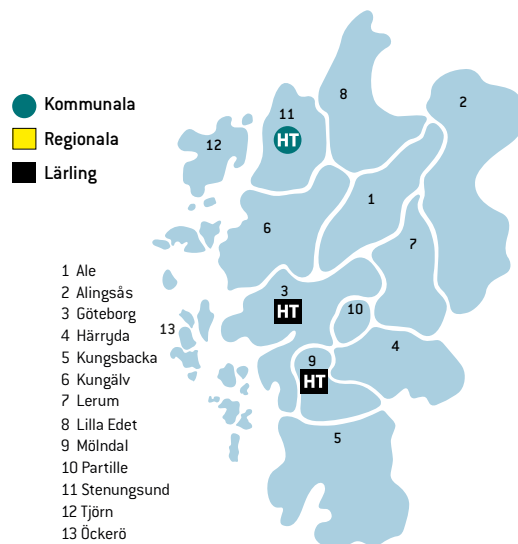 Kommunala
Regionala
Lärling
8
2
11
HT
12
1
6
7
3
HT
10
13
4
9
HT
5
1 Ale
2 Alingsås
3 Göteborg
4 Härryda
5 Kungsbacka
6 Kungälv
7 Lerum
8 Lilla Edet
9 Mölndal
10 Partille
11 Stenungsund
12 Tjörn
13 Öckerö